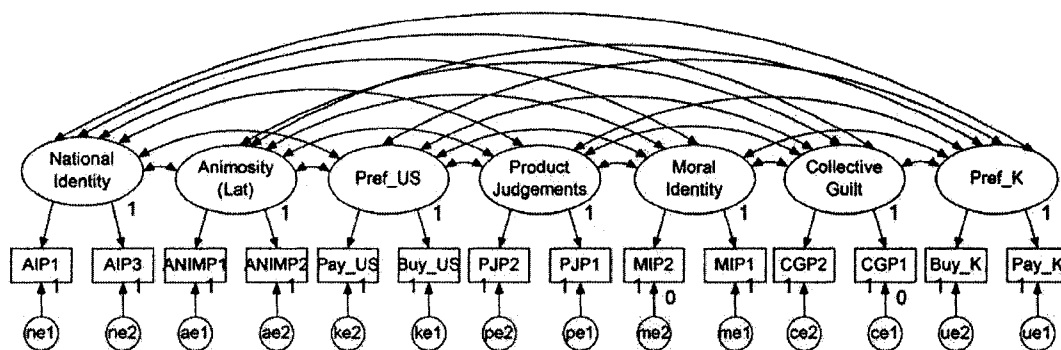 National Identity
Animosity (Lat)
Pref_US
Product Judgements
Moral Identity
Collective Guilt
Pref_K
1 1 1 1 1 1 1
AIP1 AIP3 ANIMP1 ANIMP2 Pay_US Buy_US PJP2 PJP1 MIP2 MIP1 CGP2 CGP1 Buy_K Pay_K
1 1 1 1 1 1 1 1 1 1 1 1 1 1
0 0
ne1 ne2 ae1 ae2 ke2 ke1 pe2 pe1 me2 me1 ce2 ce1 ue2 ue1